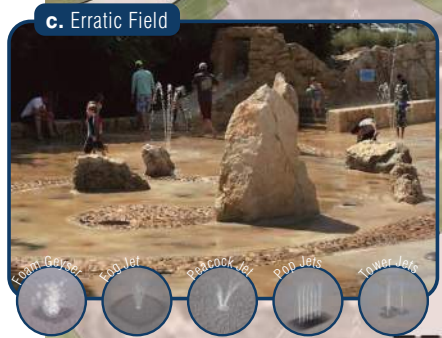 c. Erratic Field
Foam Geyser
Fog Jet
Peacock Jet
Pop Jets
Tower Jets